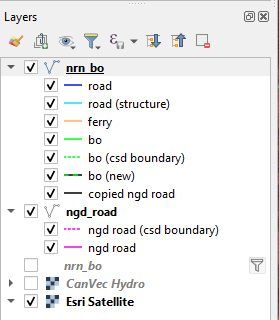 Layers
nrn_bo
road
road (structure)
ferry
bo
bo (csd boundary)
bo (new)
copied ngd road
ngd_road
ngd road (csd boundary)
ngd road
nrn_bo
CanVec Hydro
Esri Satellite